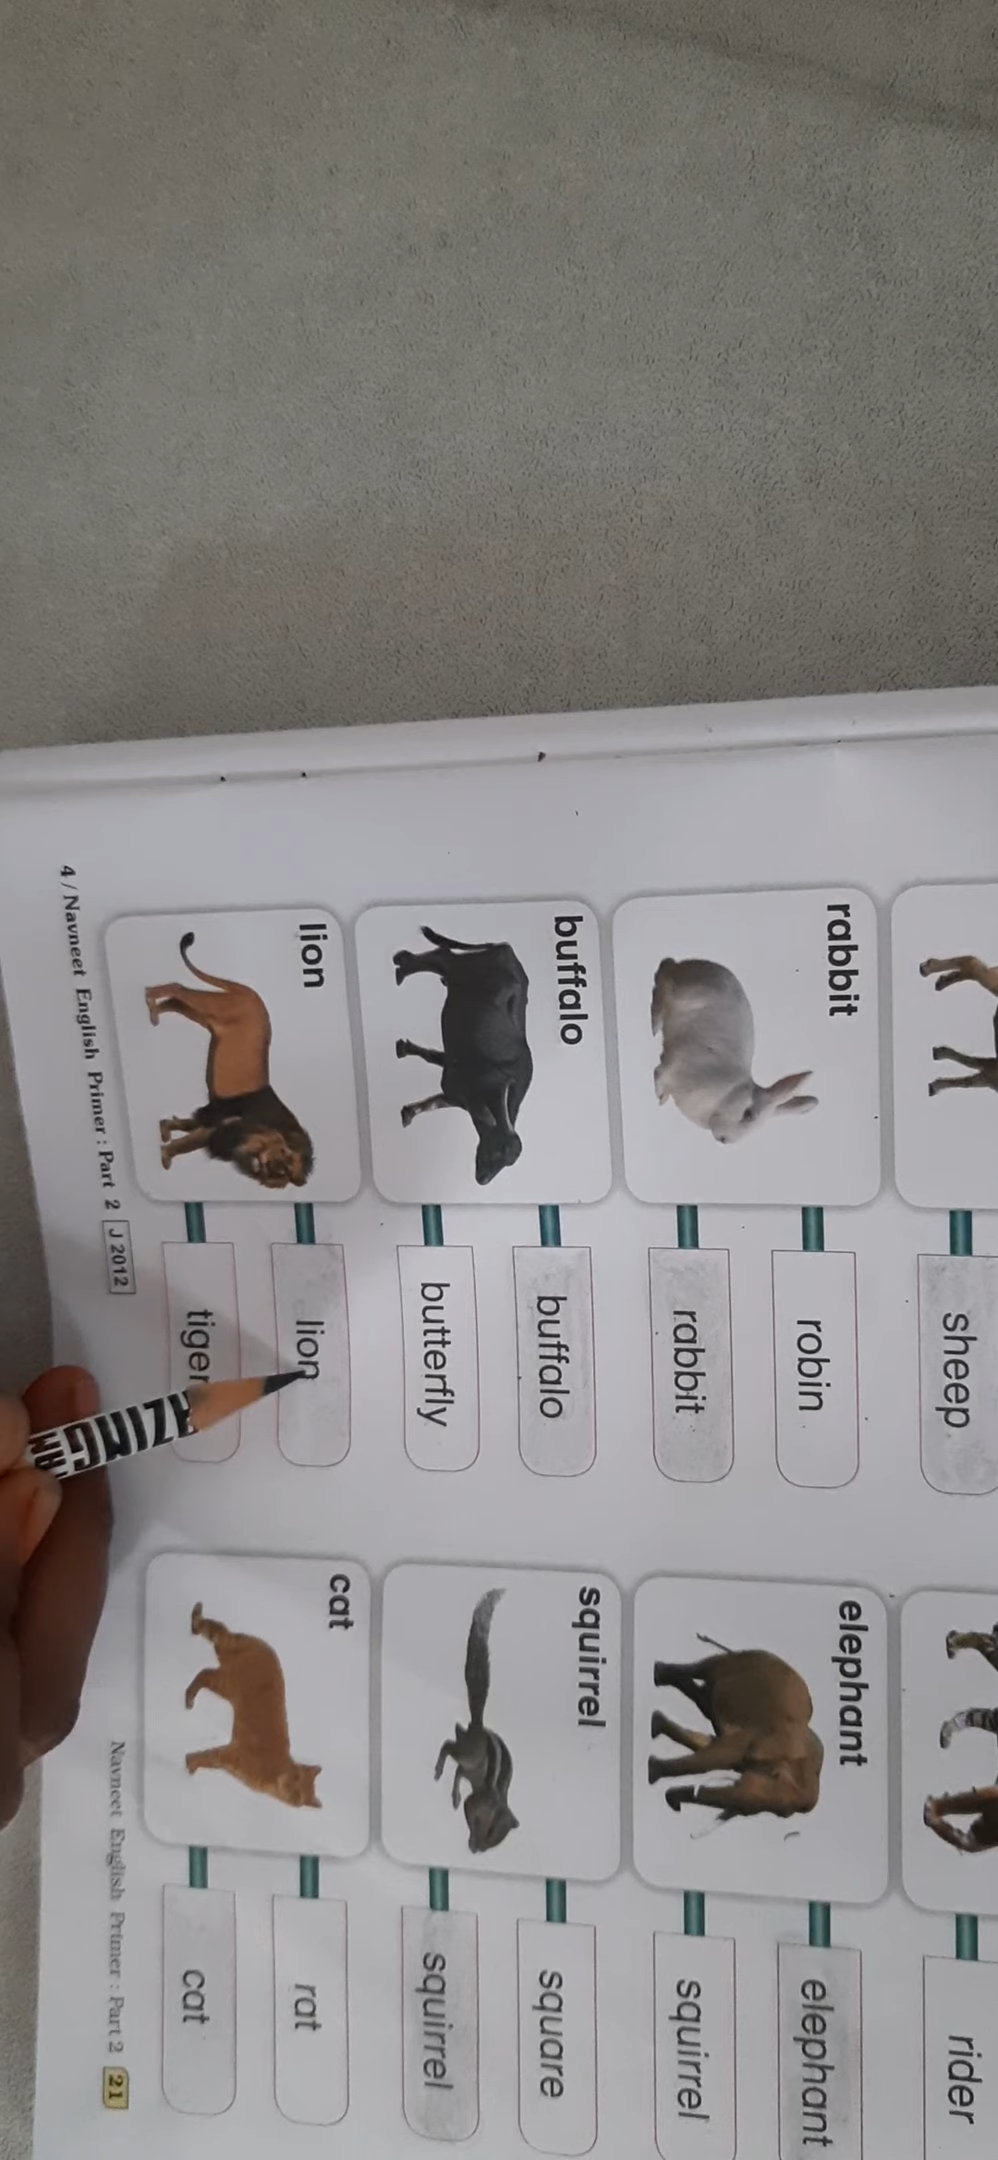 sheep
rider
rabbit
robin
rabbit
elephant
elephant
squirrel
buffalo
buffalo
butterfly
squirrel
square
squirrel
lion
lion
tiger
cat
rat
cat
4 / Navneet English Primer : Part 2 J 2012
Navneet English Primer : Part 2 21